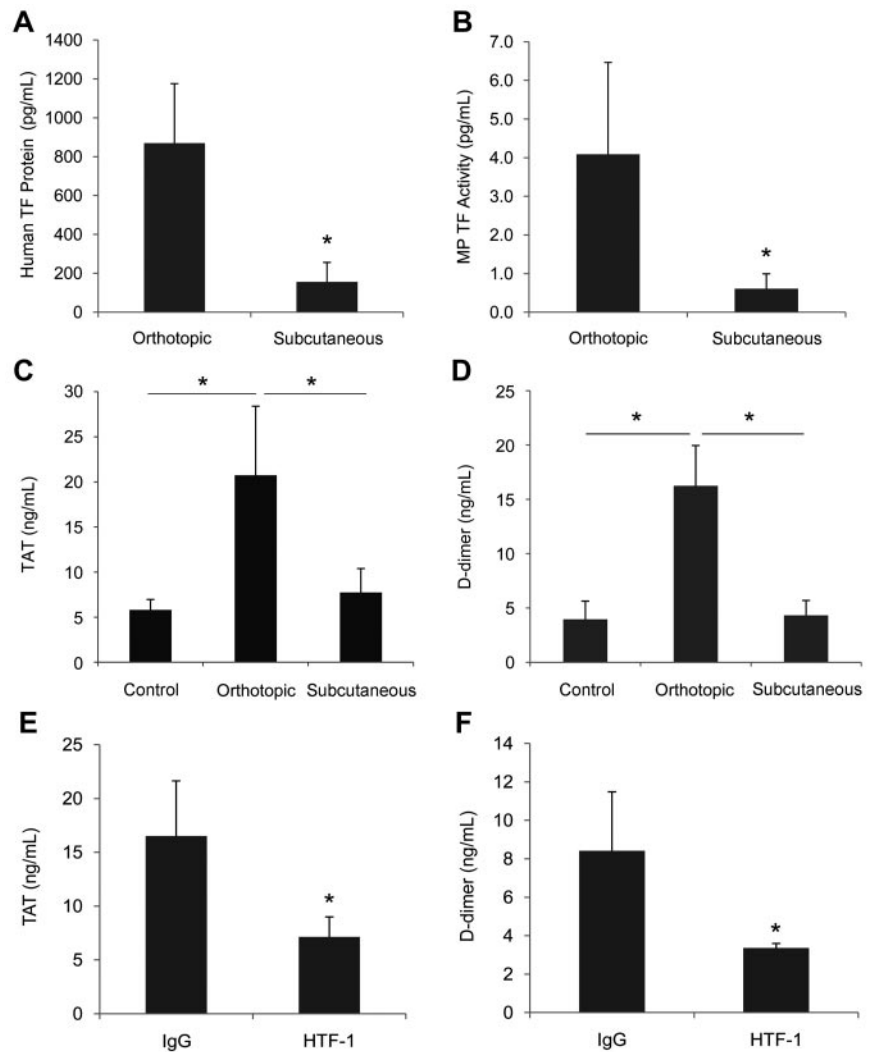 A
Human TF Protein (pg/mL)
1400
1200
1000
800
600
400
200
0
*
Orthotopic Subcutaneous
B
MP TF Activity (pg/mL)
7.0
6.0
5.0
4.0
3.0
2.0
1.0
0.0
*
Orthotopic Subcutaneous
C
TAT (ng/mL)
30
25
20
15
10
5
0
* *
Control Orthotopic Subcutaneous
D
D-dimer (ng/mL)
25
20
15
10
5
0
* *
Control Orthotopic Subcutaneous
E
TAT (ng/mL)
25
20
15
10
5
0
*
IgG HTF-1
F
D-dimer (ng/mL)
14
12
10
8
6
4
2
0
*
IgG HTF-1